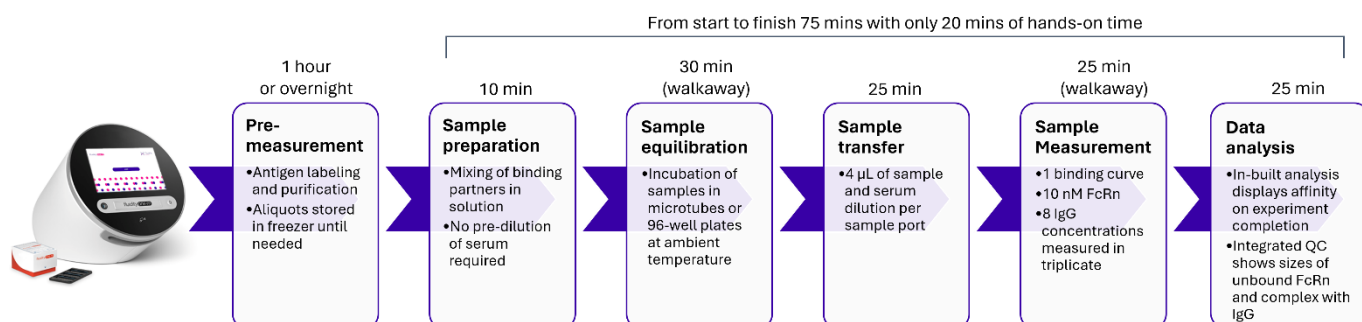 From start to finish 75 mins with only 20 mins of hands-on time
1 hour
or overnight
Pre-
measurement
•Antigen labeling
and purification
•Aliquots stored
in freezer until
needed
10 min
Sample
preparation
•Mixing of binding
partners in
solution
•No pre-dilution
of serum
required
30 min
(walkaway)
Sample
equilibration
•Incubation of
samples in
microtubes or
96-well plates
at ambient
temperature
25 min
Sample
transfer
•4 µL of sample
and serum
dilution per
sample port
25 min
(walkaway)
Sample
Measurement
•1 binding curve
•10 nM FcRn
•8 IgG
concentrations
measured in
triplicate
25 min
Data
analysis
•In-built analysis
displays affinity
on experiment
completion
•Integrated QC
shows sizes of
unbound FcRn
and complex with
IgG